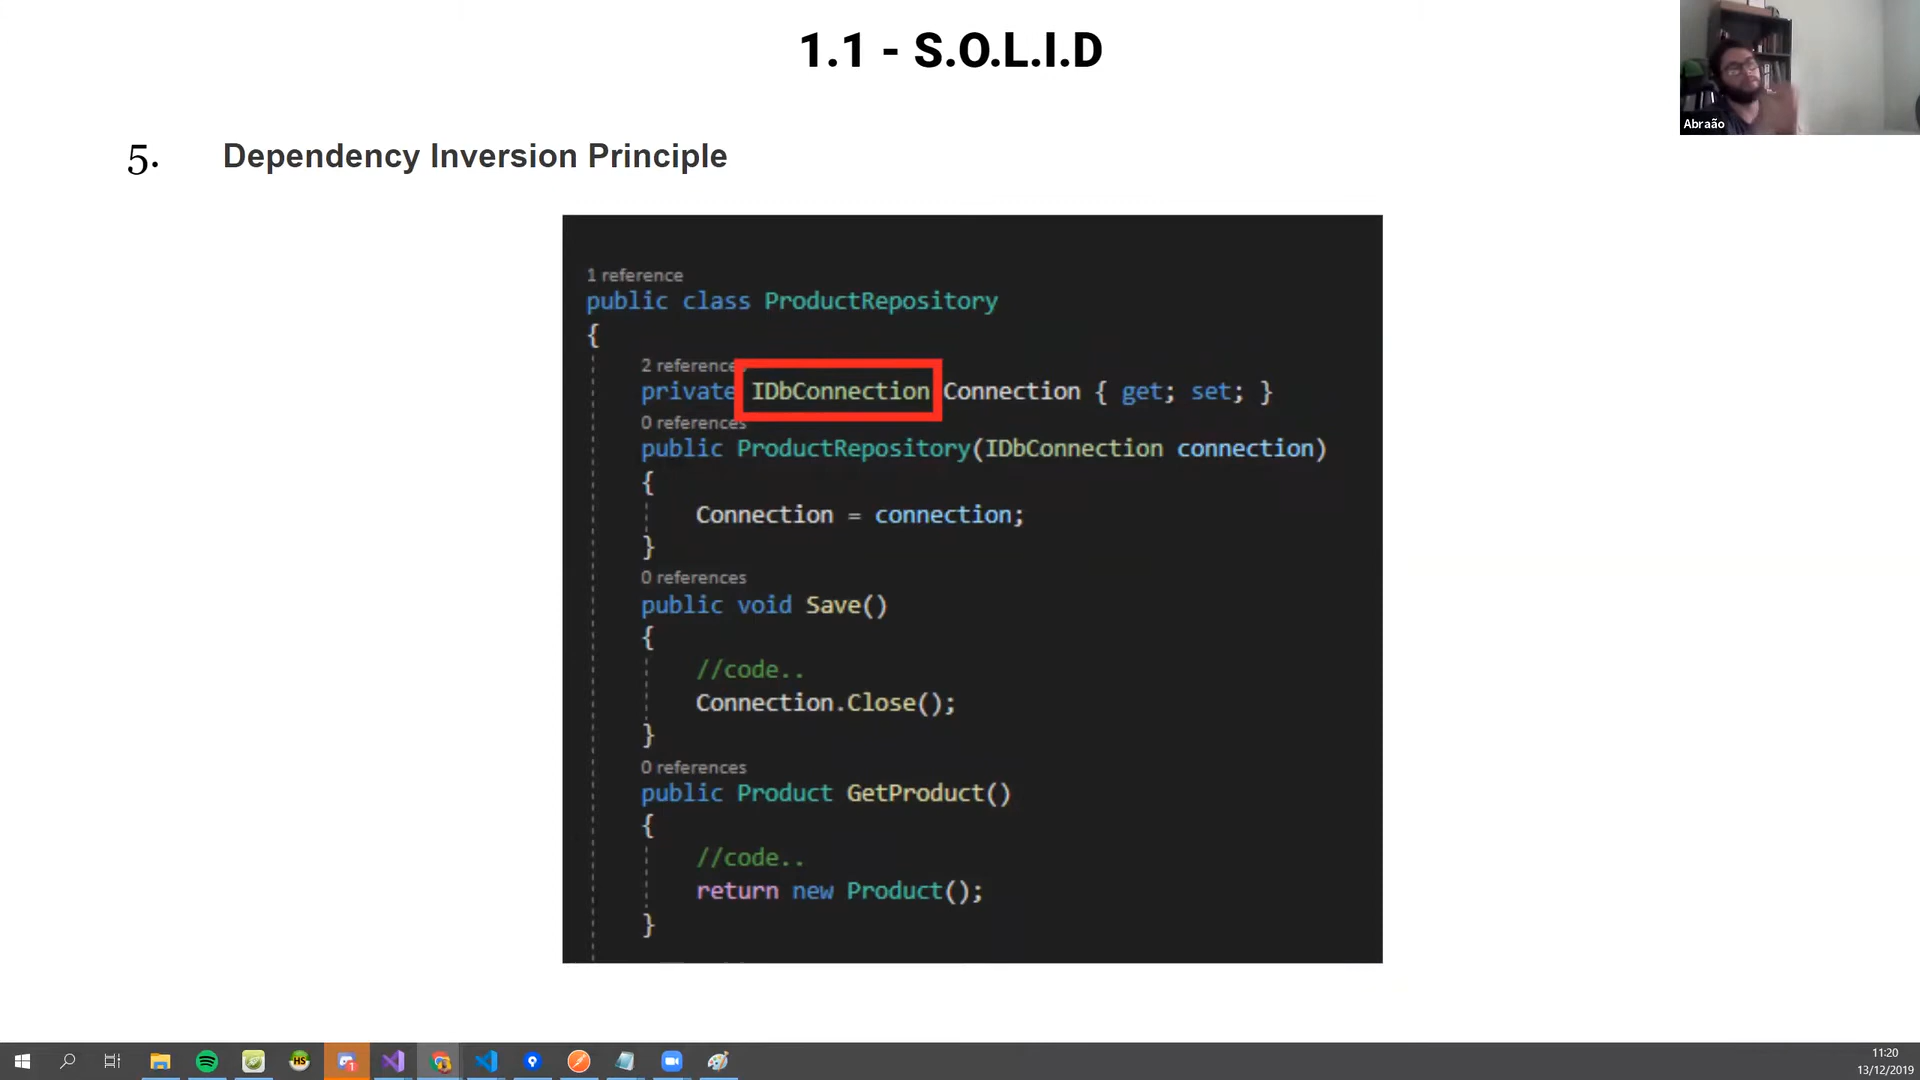 1.1 - S.O.L.I.D
Abraão
5. Dependency Inversion Principle
1 reference
public class ProductRepository
{
2 reference
private IDbConnection Connection { get; set; }
0 references
public ProductRepository(IDbConnection connection)
{
Connection = connection;
}
0 references
public void Save()
{
//code..
Connection.Close();
}
0 references
public Product GetProduct()
{
//code..
return new Product();
}
HS
1
11:20
13/12/2019